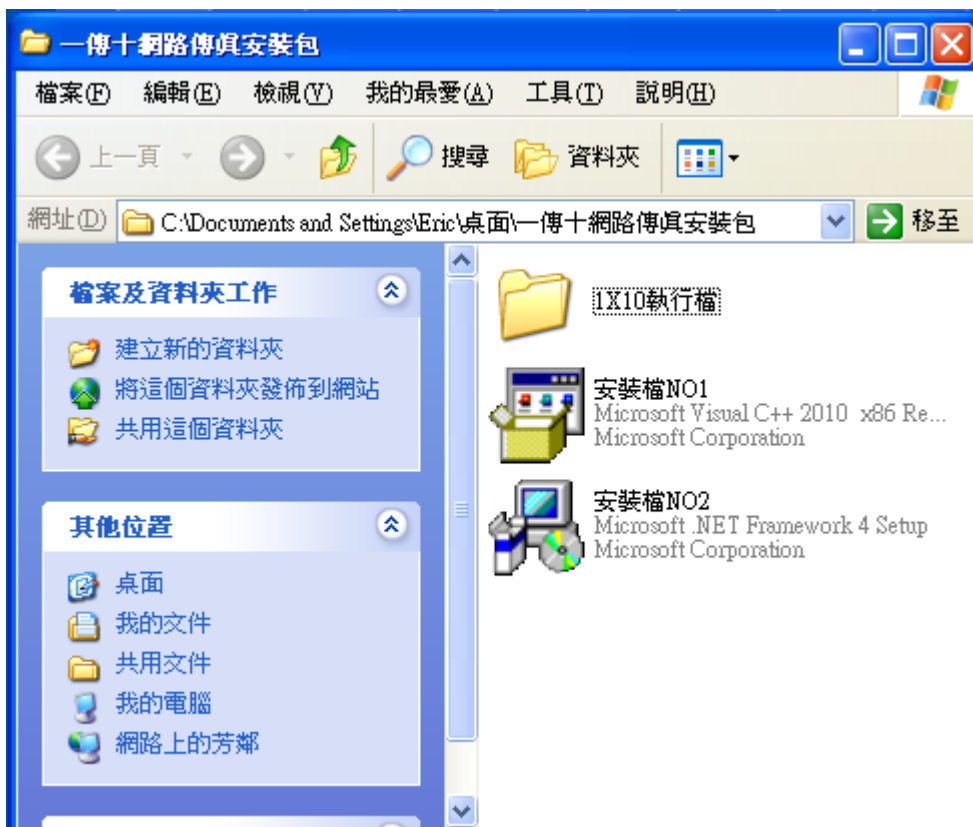 一傳十網路傳真安裝包
檔案(F) 編輯(E) 檢視(V) 我的最愛(A) 工具(T) 說明(H)
上一頁 搜尋 資料夾
網址(D) C:\Documents and Settings\Eric\桌面\一傳十網路傳真安裝包 移至
檔案及資料夾工作
建立新的資料夾
將這個資料夾發佈到網站
共用這個資料夾
其他位置
桌面
我的文件
共用文件
我的電腦
網路上的芳鄰
1X10執行檔
安裝檔NO1
Microsoft Visual C++ 2010 x86 Re...
Microsoft Corporation
安裝檔NO2
Microsoft .NET Framework 4 Setup
Microsoft Corporation